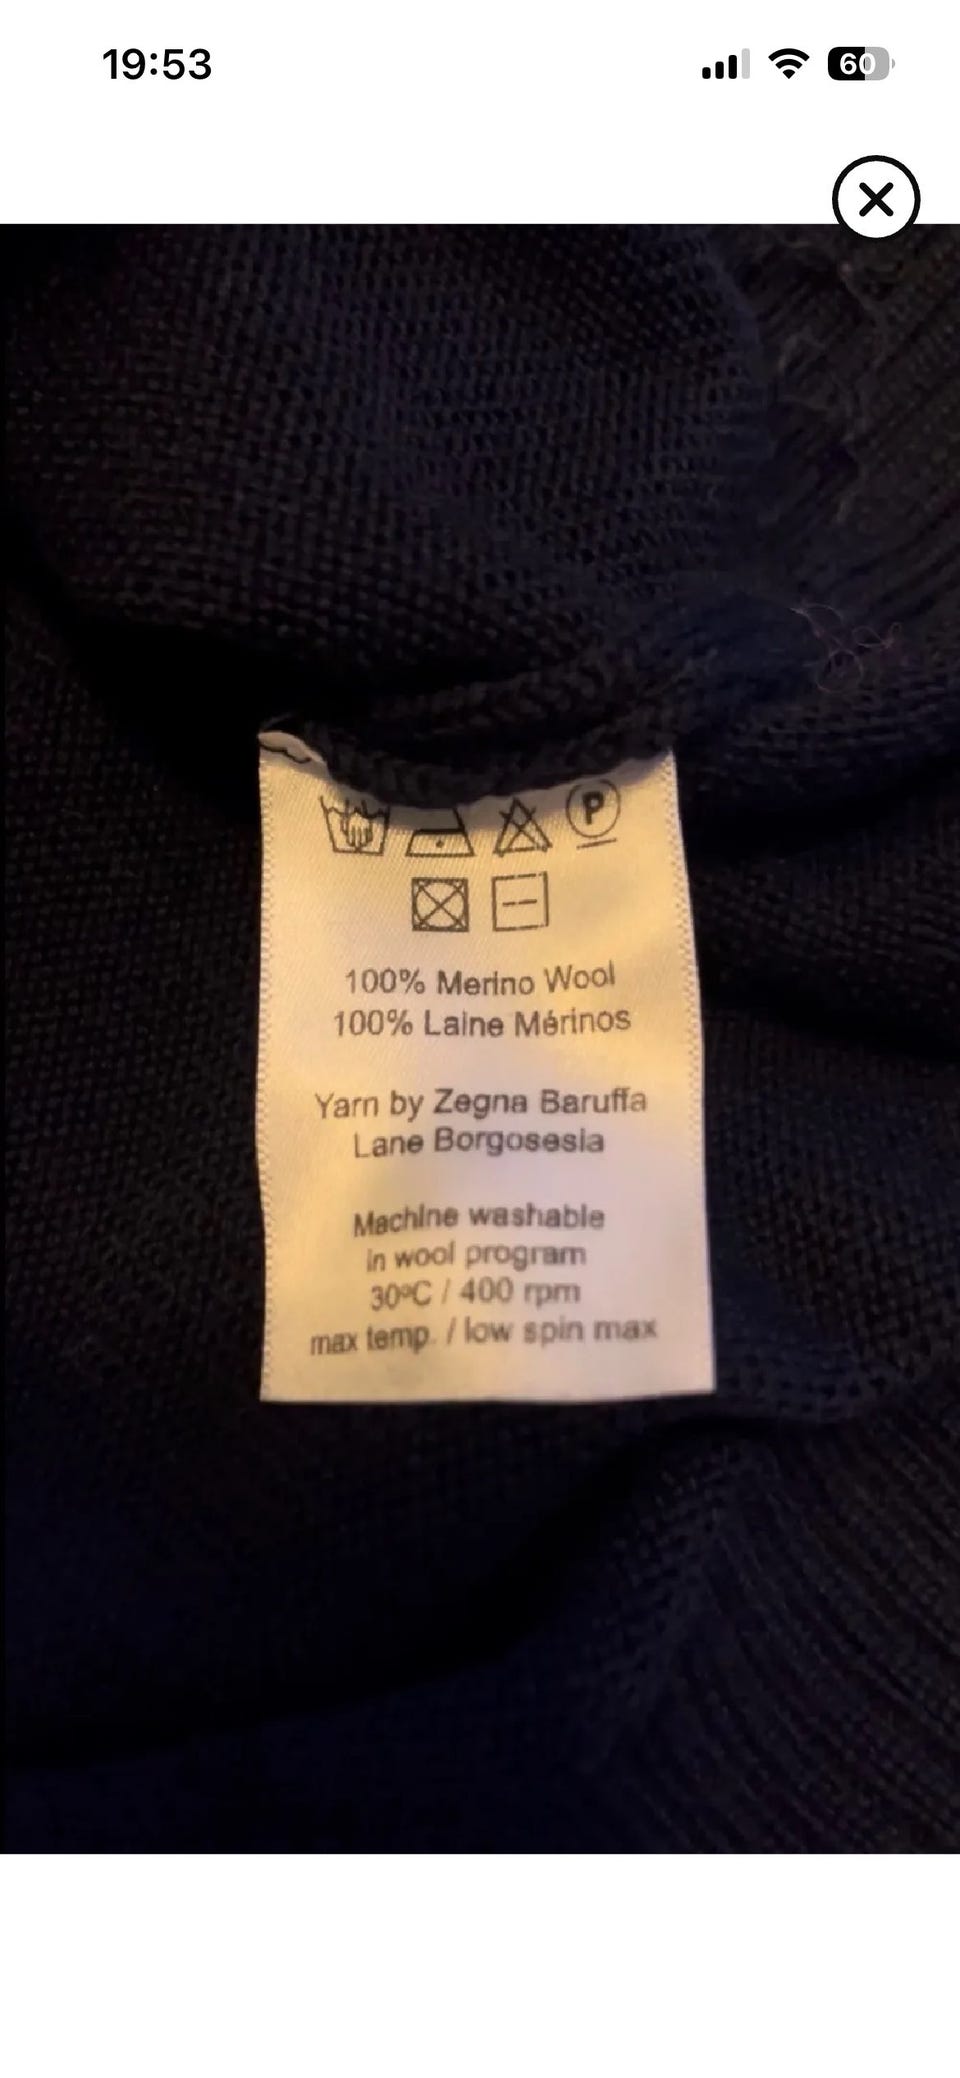 19:53
60
P
100% Merino Wool
100% Laine Mérinos
Yarn by Zegna Baruffa
Lane Borgosesia
Machine washable
in wool program
30ºC / 400 rpm
max temp. / low spin max